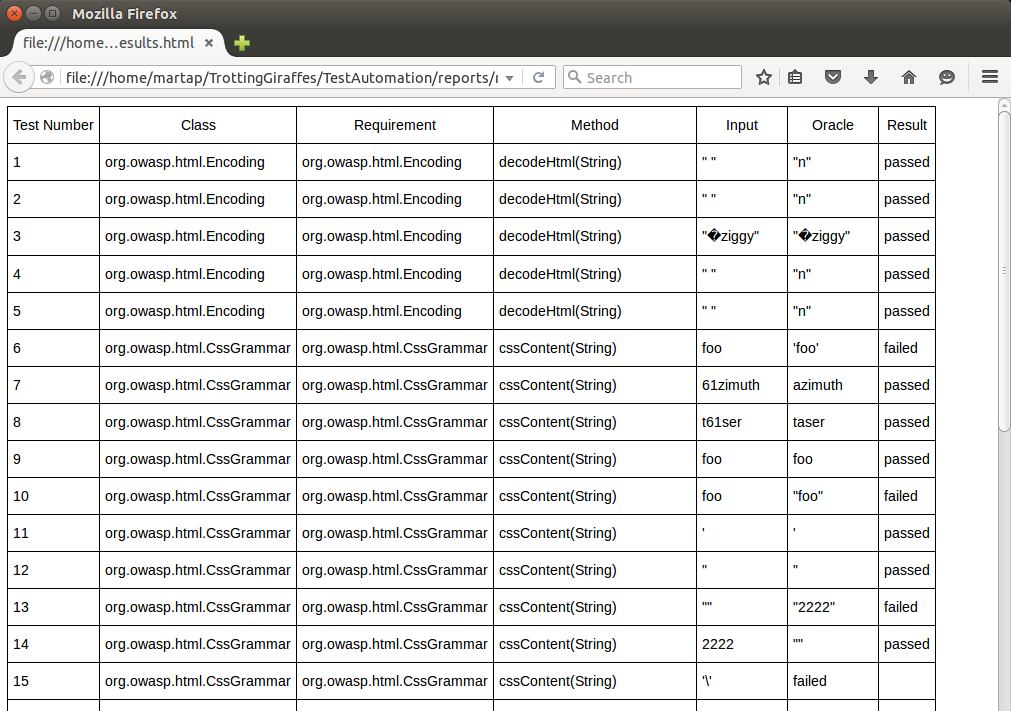 Mozilla Firefox
file:///home…esults.html
file:///home/martap/TrottingGiraffes/TestAutomation/reports/r
Search
Test Number Class Requirement Method Input Oracle Result
1 org.owasp.html.Encoding org.owasp.html.Encoding decodeHtml(String) " " "n" passed
2 org.owasp.html.Encoding org.owasp.html.Encoding decodeHtml(String) " " "n" passed
3 org.owasp.html.Encoding org.owasp.html.Encoding decodeHtml(String) "�ziggy" "�ziggy" passed
4 org.owasp.html.Encoding org.owasp.html.Encoding decodeHtml(String) " " "n" passed
5 org.owasp.html.Encoding org.owasp.html.Encoding decodeHtml(String) " " "n" passed
6 org.owasp.html.CssGrammar org.owasp.html.CssGrammar cssContent(String) foo 'foo' failed
7 org.owasp.html.CssGrammar org.owasp.html.CssGrammar cssContent(String) 61zimuth azimuth passed
8 org.owasp.html.CssGrammar org.owasp.html.CssGrammar cssContent(String) t61ser taser passed
9 org.owasp.html.CssGrammar org.owasp.html.CssGrammar cssContent(String) foo foo passed
10 org.owasp.html.CssGrammar org.owasp.html.CssGrammar cssContent(String) foo "foo" failed
11 org.owasp.html.CssGrammar org.owasp.html.CssGrammar cssContent(String) ' ' passed
12 org.owasp.html.CssGrammar org.owasp.html.CssGrammar cssContent(String) " " passed
13 org.owasp.html.CssGrammar org.owasp.html.CssGrammar cssContent(String) "" "2222" failed
14 org.owasp.html.CssGrammar org.owasp.html.CssGrammar cssContent(String) 2222 "" passed
15 org.owasp.html.CssGrammar org.owasp.html.CssGrammar cssContent(String) '\' failed